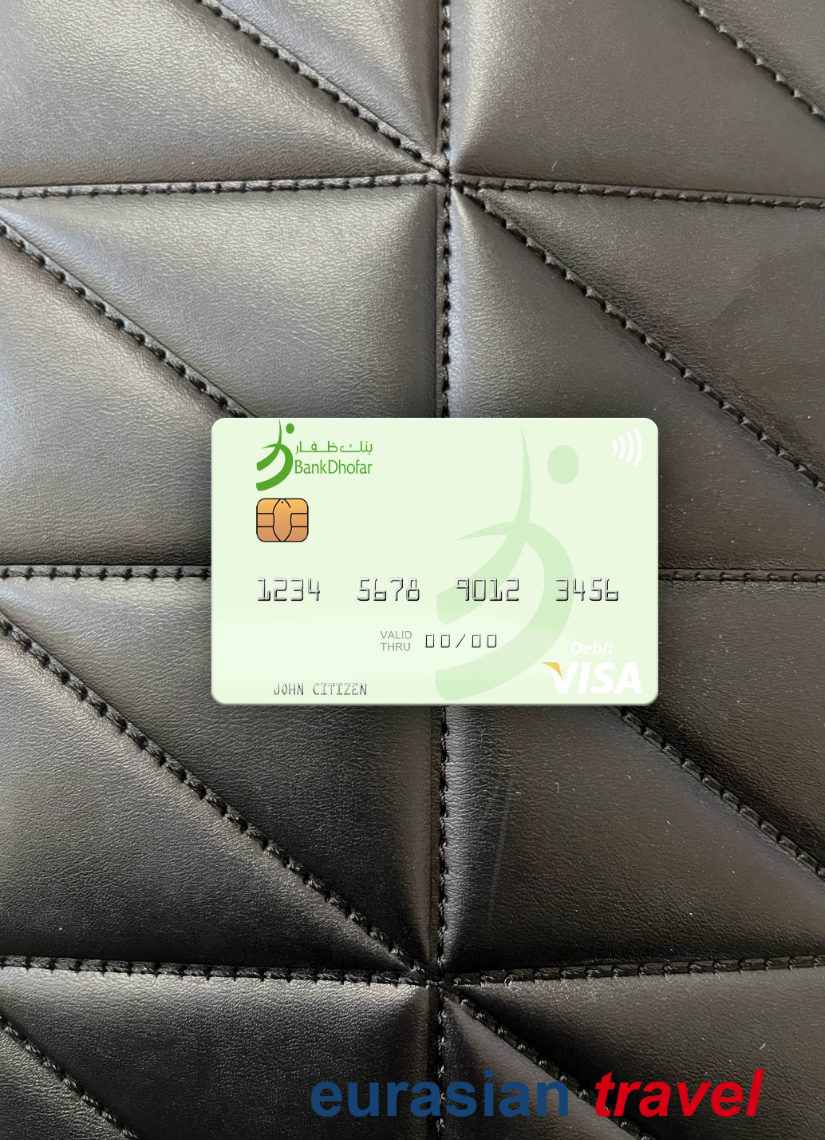 بنك ظفار
BankDhofar
1234 5678 9012 3456
VALID
THRU 00/00
Debit
VISA
JOHN CITIZEN
eurasian travel